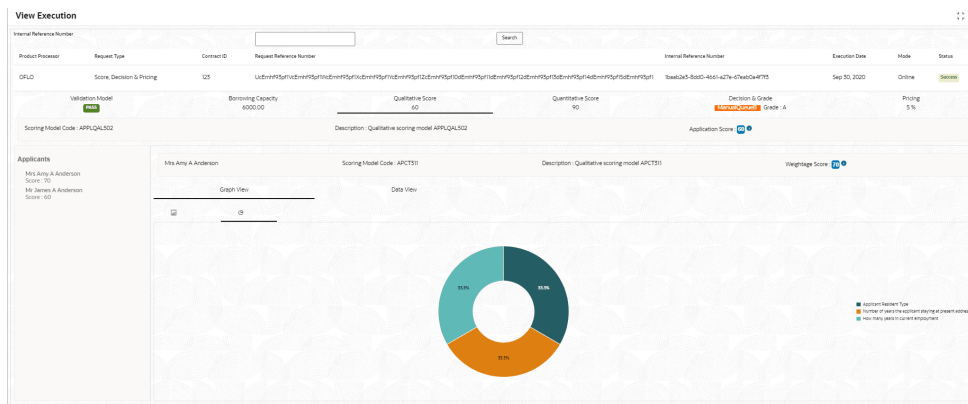 View Execution
Internal Reference Number
Search
Product Processor Request Type Contract ID Request Reference Number Internal Reference Number Execution Date Mode Status
OFLO Score, Decision & Pricing 123 Sep 30, 2020 Online Success
Validation Model Borrowing Capacity Qualitative Score Quantitative Score Decision & Grade Pricing
PASS 6000.00 60 90 Grade : A 5 %
Scoring Model Code : APPLQAL502 Description : Qualitative scoring model APPLQAL502 Application Score : 60
Applicants
Mrs Amy A Anderson
Score : 70
Mr James A Anderson
Score : 60
Mrs Amy A Anderson Scoring Model Code : APCT311 Description : Qualitative scoring model APCT311 Weightage Score : 70
Graph View Data View
33.3% 33.3%
33.3%
Applicant Resident Type
Number of years the applicant staying at present address
How many years in current employment